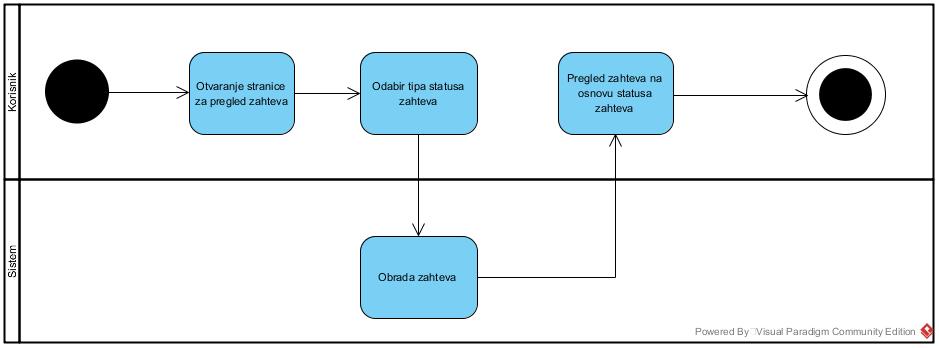 Korisnik
Otvaranje stranice
za pregled zahteva
Odabir tipa statusa
zahteva
Pregled zahteva na
osnovu statusa
zahteva
Sistem
Obrada zahteva
Powered By Visual Paradigm Community Edition